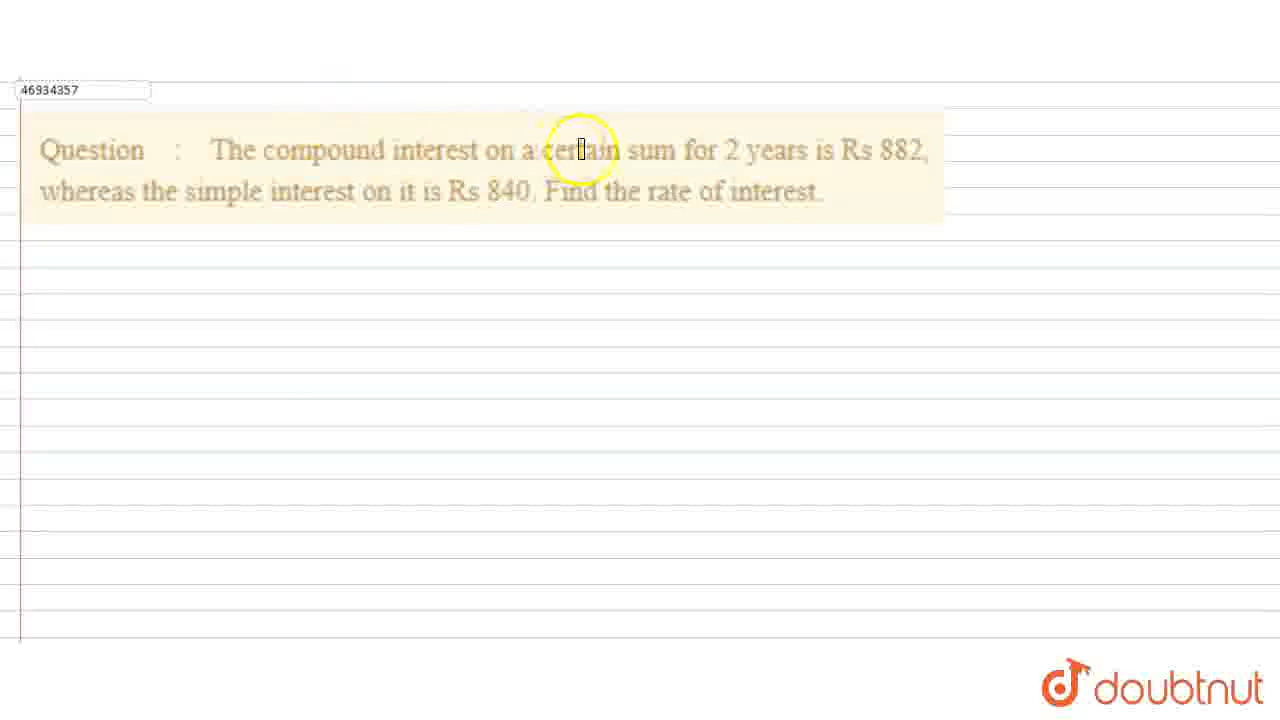 46934357
Question : The compound interest on a certain sum for 2 years is Rs 882,
whereas the simple interest on it is Rs 840. Find the rate of interest.
doubtnut